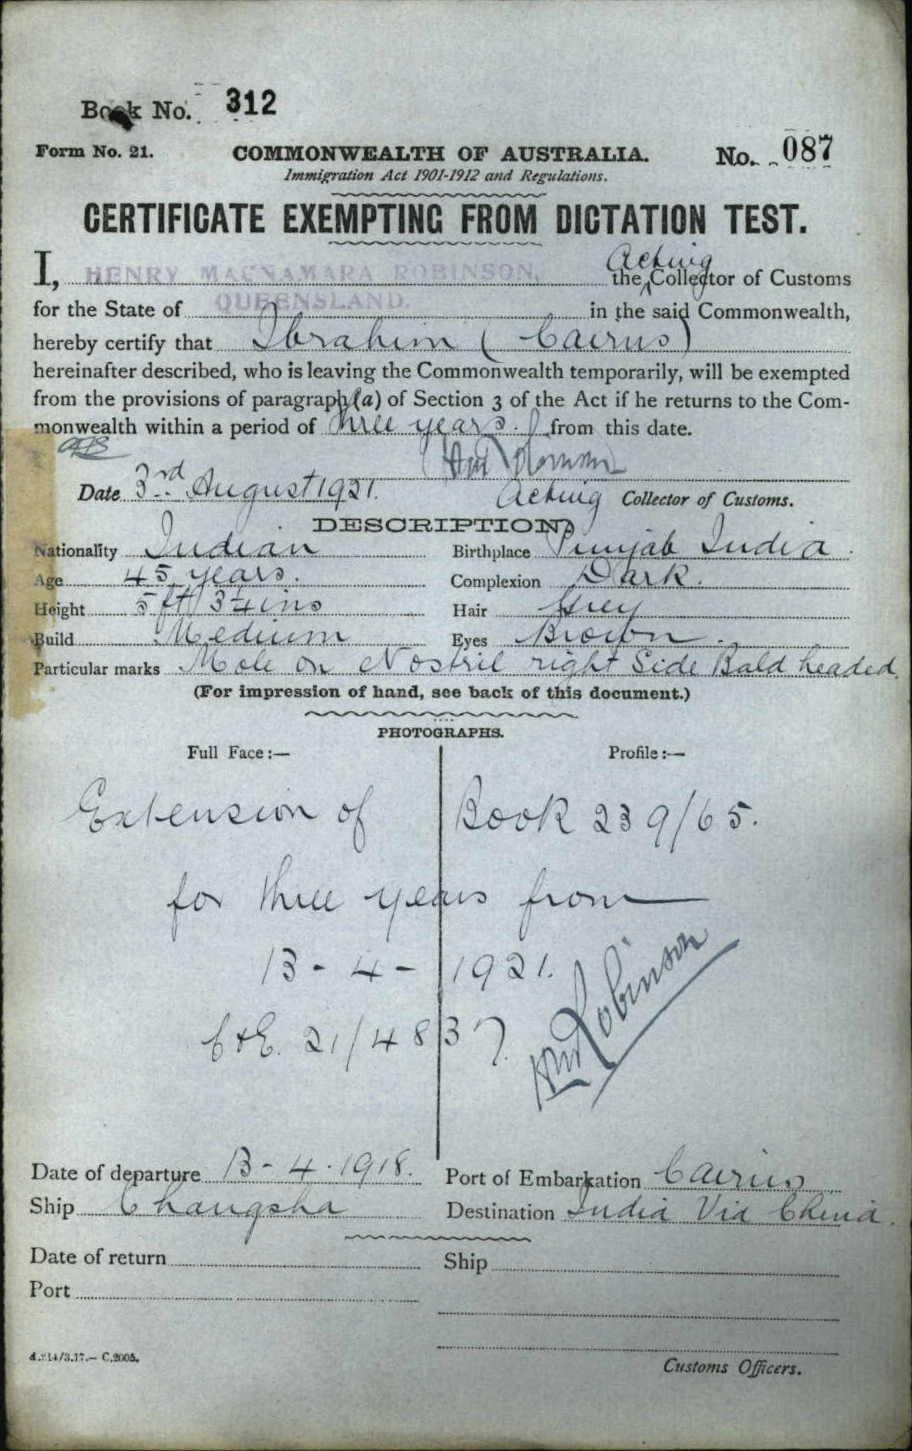 Book No. 312
Form No. 21. COMMONWEALTH OF AUSTRALIA. No. 087
Immigration Act 1901-1912 and Regulations.
CERTIFICATE EXEMPTING FROM DICTATION TEST.
I, HENRY MACNAMARA ROBINSON, the Acting Collector of Customs
for the State of QUEENSLAND. in the said Commonwealth,
hereby certify that Ibrahim (Cairns)
hereinafter described, who is leaving the Commonwealth temporarily, will be exempted
from the provisions of paragraph (a) of Section 3 of the Act if he returns to the Com-
monwealth within a period of three years. from this date.
HM Robinson
Date 3rd August 1921. Acting Collector of Customs.
DESCRIPTION
Nationality Indian Birthplace Punjab India.
Age 45 years. Complexion Dark.
Height 5 ft 3¼ ins Hair Grey
Build Medium Eyes Brown.
Particular marks Mole on Nostril right Side Bald headed.
(For impression of hand, see back of this document.)
PHOTOGRAPHS.
Full Face:— Profile:—
Extension of Book 239/65.
for three years from
13-4-1921.
C&E. 21/4837.
HM Robinson
Date of departure 13-4-1918. Port of Embarkation Cairns
Ship Changsha Destination India Via China.
Date of return Ship
Port
C.2005.
Customs Officers.